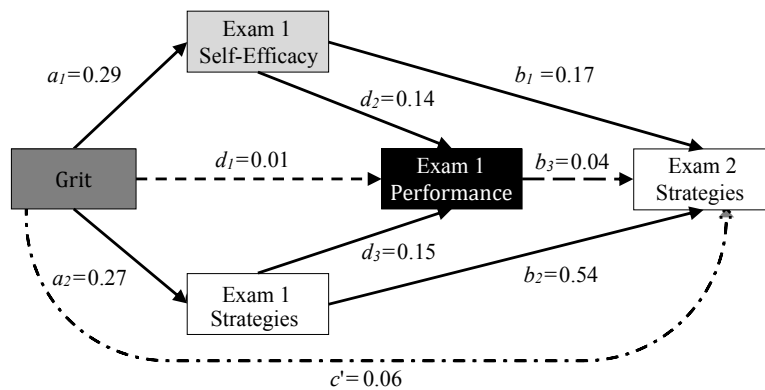 Exam 1
Self-Efficacy
a₁=0.29
b₁=0.17
d₂=0.14
Grit
d₁=0.01
Exam 1
Performance
b₃=0.04
Exam 2
Strategies
a₂=0.27
d₃=0.15
b₂=0.54
Exam 1
Strategies
c'=0.06